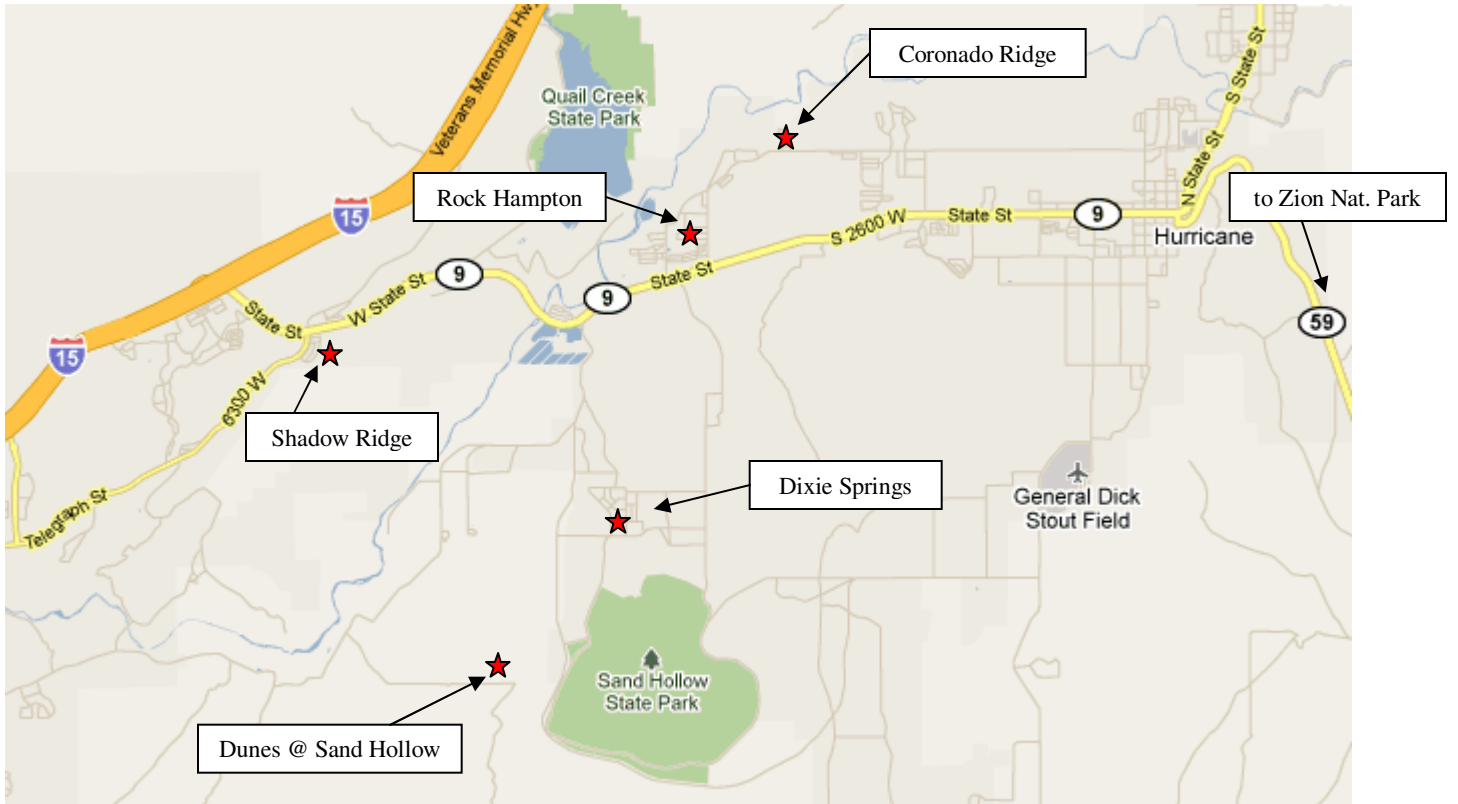 Veterans Memorial Hwy
Coronado Ridge
S State St
Quail Creek
State Park
N State St
Rock Hampton
to Zion Nat. Park
15
State St
9
S 2600 W
Hurricane
W State St
9
State St
9
State St
59
15
6300 W
Shadow Ridge
Dixie Springs
General Dick
Stout Field
Telegraph St
Sand Hollow
State Park
Dunes @ Sand Hollow